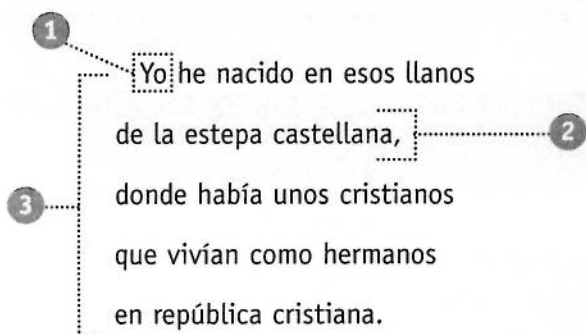 1
Yo he nacido en esos llanos
de la estepa castellana, 2
donde había unos cristianos
3
que vivían como hermanos
en república cristiana.